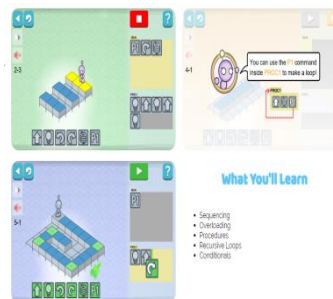 2-3
4-1
You can use the P1 command
inside PROC1 to make a loop!
PROC1
5-1
What You'll Learn
Sequencing
Overloading
Procedures
Recursive Loops
Conditionals